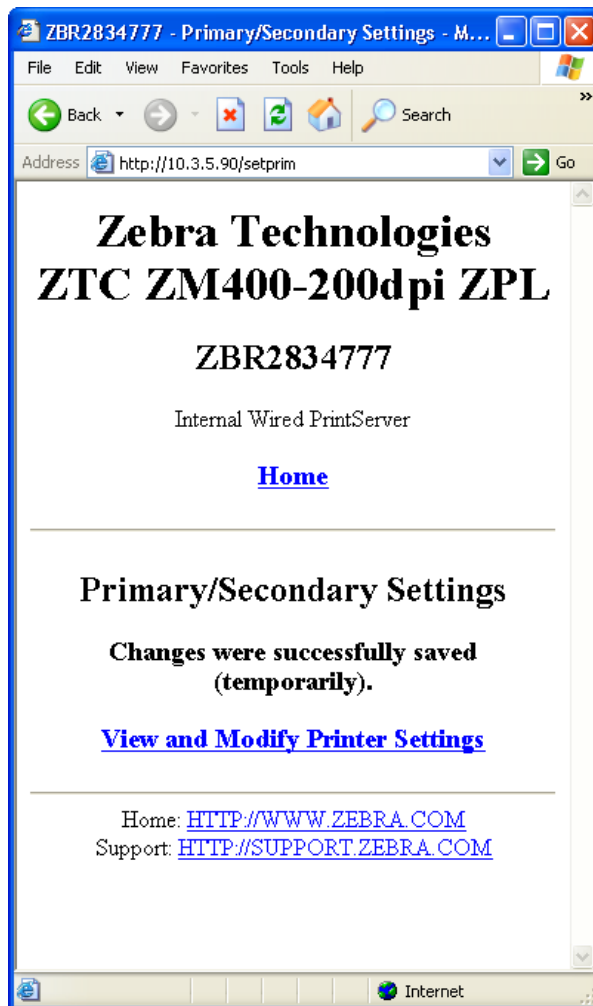 ZBR2834777 - Primary/Secondary Settings - M...
File Edit View Favorites Tools Help
Back Search »
Address http://10.3.5.90/setprim Go
Zebra Technologies
ZTC ZM400-200dpi ZPL
ZBR2834777
Internal Wired PrintServer
Home
Primary/Secondary Settings
Changes were successfully saved
(temporarily).
View and Modify Printer Settings
Home: HTTP://WWW.ZEBRA.COM
Support: HTTP://SUPPORT.ZEBRA.COM
Internet